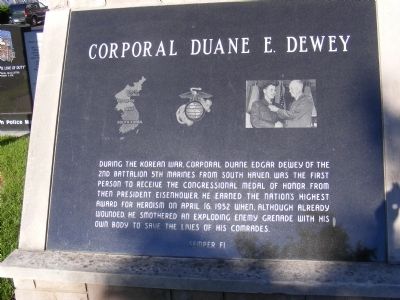 CORPORAL DUANE E. DEWEY
DURING THE KOREAN WAR, CORPORAL DUANE EDGAR DEWEY OF THE
2ND BATTALION 5TH MARINES FROM SOUTH HAVEN, WAS THE FIRST
PERSON TO RECEIVE THE CONGRESSIONAL MEDAL OF HONOR FROM
THEN PRESIDENT EISENHOWER. HE EARNED THE NATION'S HIGHEST
AWARD FOR HEROISM ON APRIL 16, 1952 WHEN, ALTHOUGH ALREADY
WOUNDED, HE SMOTHERED AN EXPLODING ENEMY GRENADE WITH HIS
OWN BODY TO SAVE THE LIVES OF HIS COMRADES.
SEMPER FI